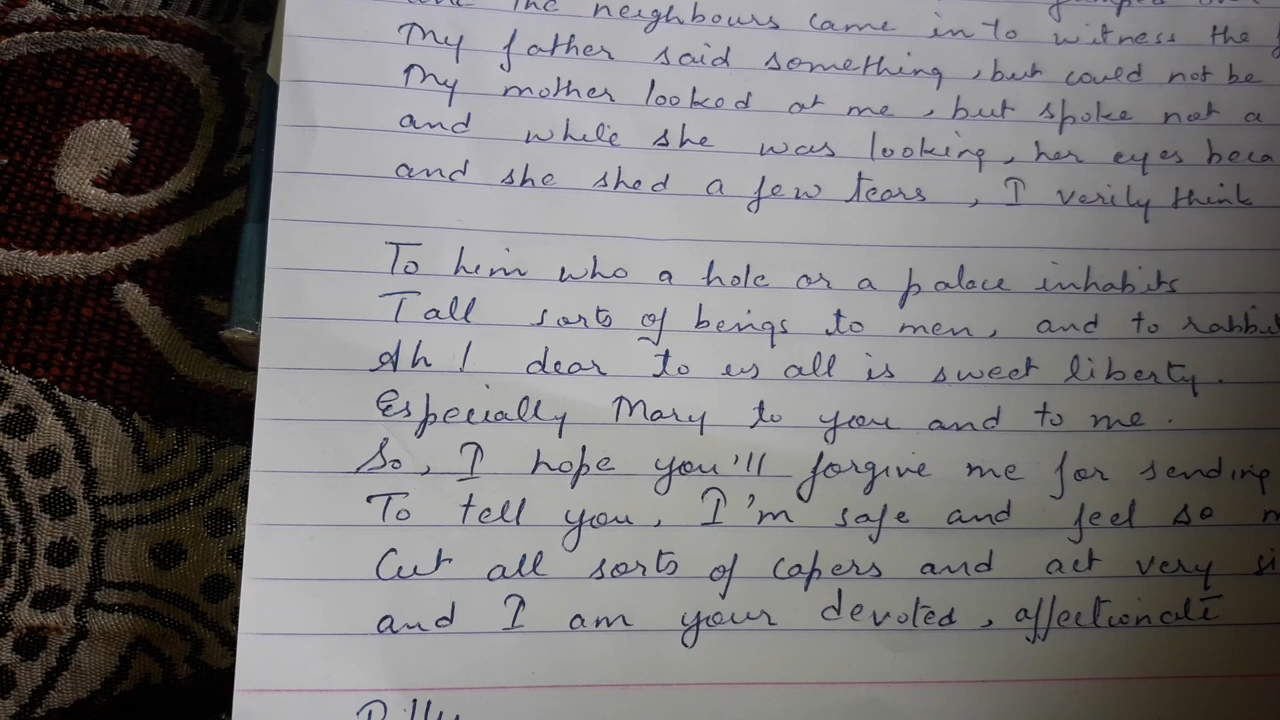 the neighbours came in to witness the
My father said something, but could not be
My mother looked at me, but spoke not a
and while she was looking, her eyes beca
and she shed a few tears, I verily think
To him who a hole or a palace inhabits
T all sorts of beings to men, and to rabbi
Ah! dear to us all is sweet liberty.
Especially Mary to you and to me.
So, I hope you'll forgive me for sending
To tell you, I'm safe and feel so
Cut all sorts of capers and act very si
and I am your devoted, affectionate